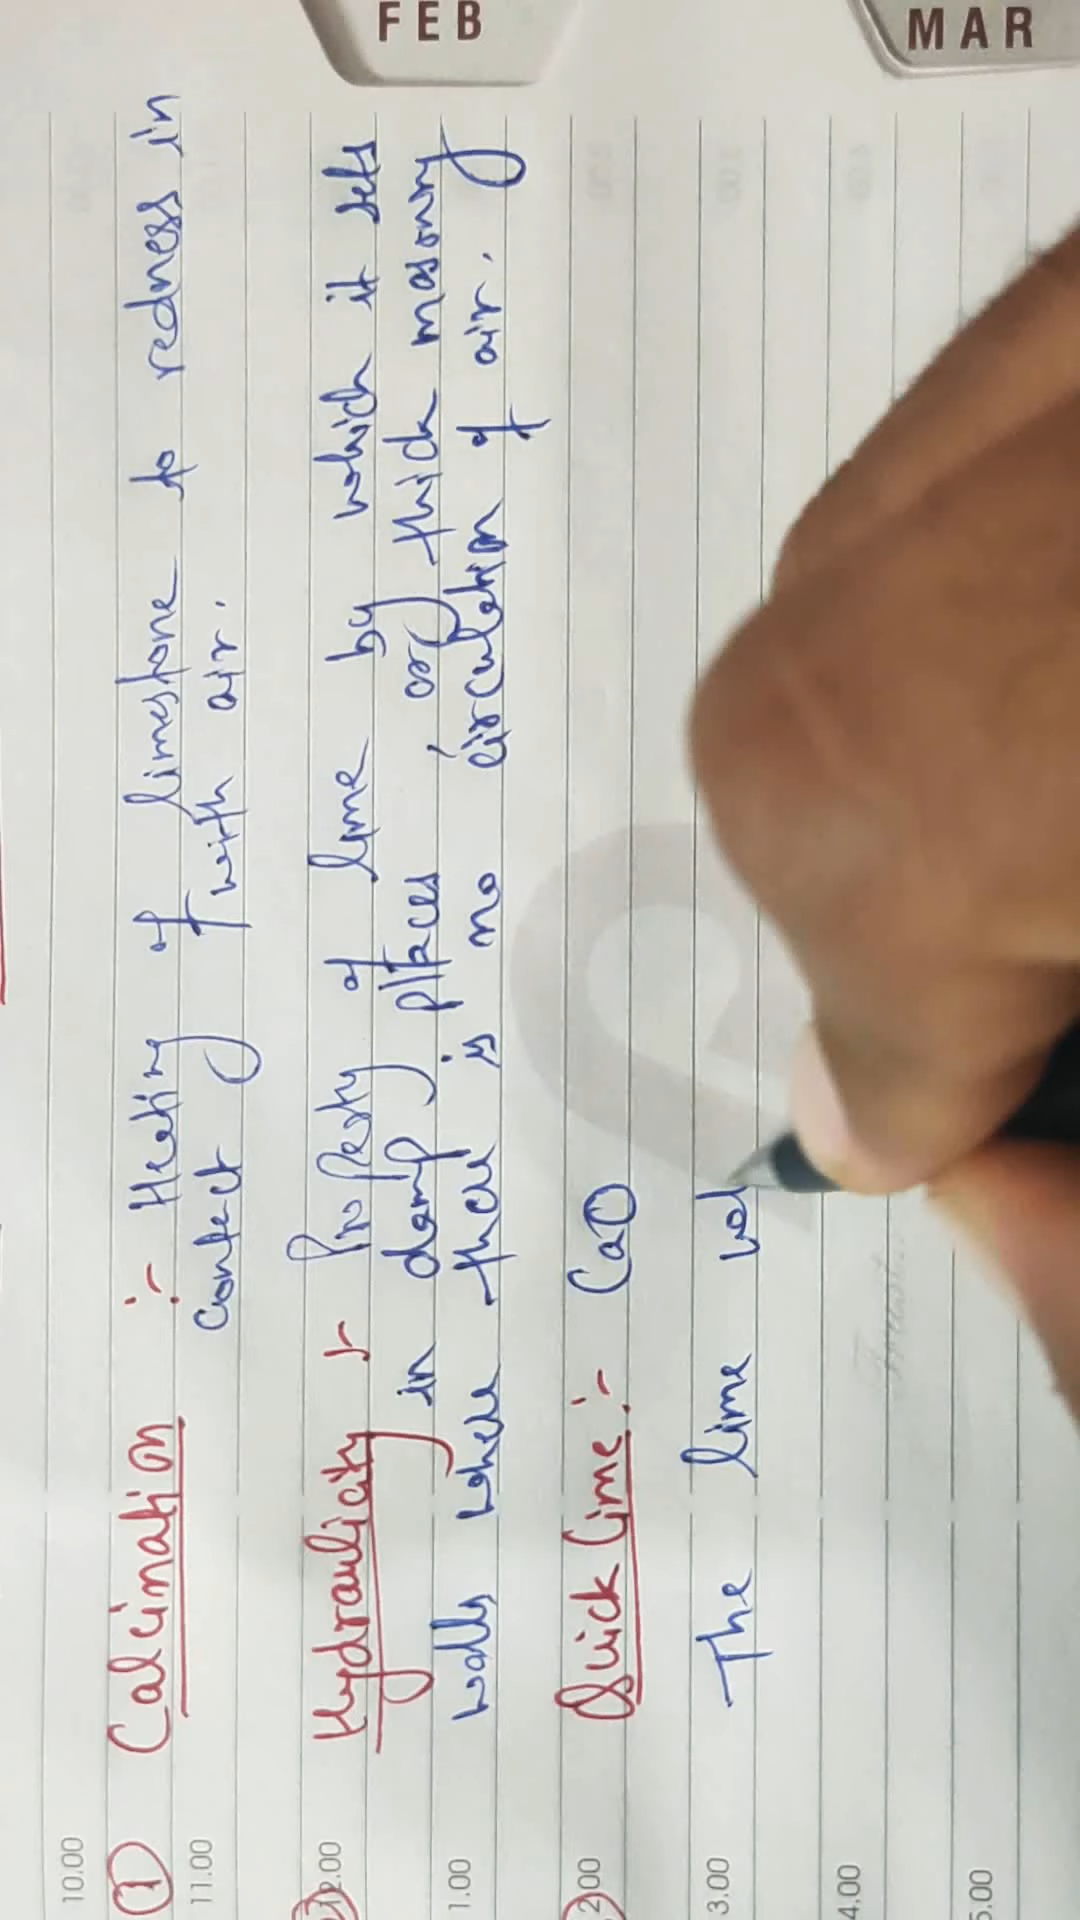 FEB
MAR
10.00
① Calcination :- Heating of limestone to redness in
11.00
contact with air.
12.00
Hydraulicity :- Property of lime by which it sets
in damp places, or thick masonry
1.00
walls where there is no circulation of air.
2.00
Quick Lime :- CaO
3.00
The lime wh
4.00
5.00